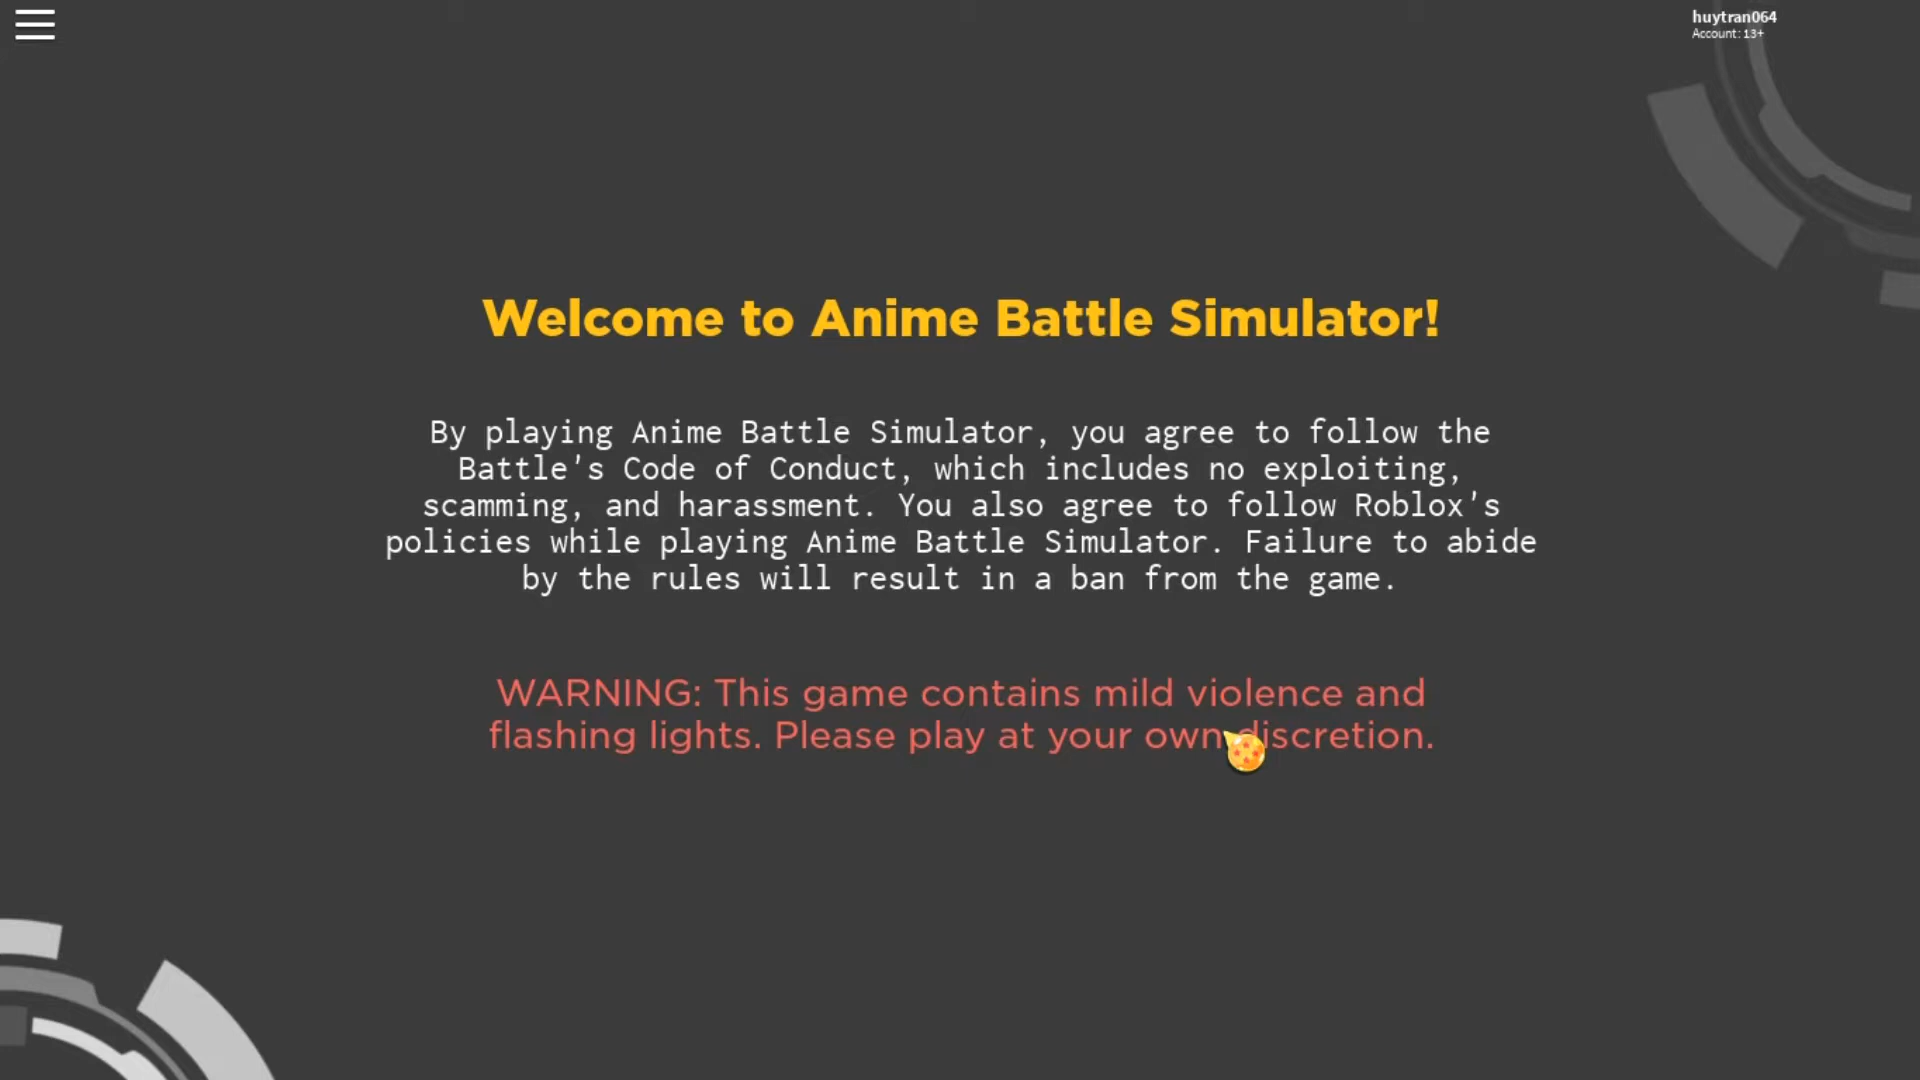 huytran064
Account: 13+
Welcome to Anime Battle Simulator!
By playing Anime Battle Simulator, you agree to follow the
Battle's Code of Conduct, which includes no exploiting,
scamming, and harassment. You also agree to follow Roblox's
policies while playing Anime Battle Simulator. Failure to abide
by the rules will result in a ban from the game.
WARNING: This game contains mild violence and
flashing lights. Please play at your own discretion.